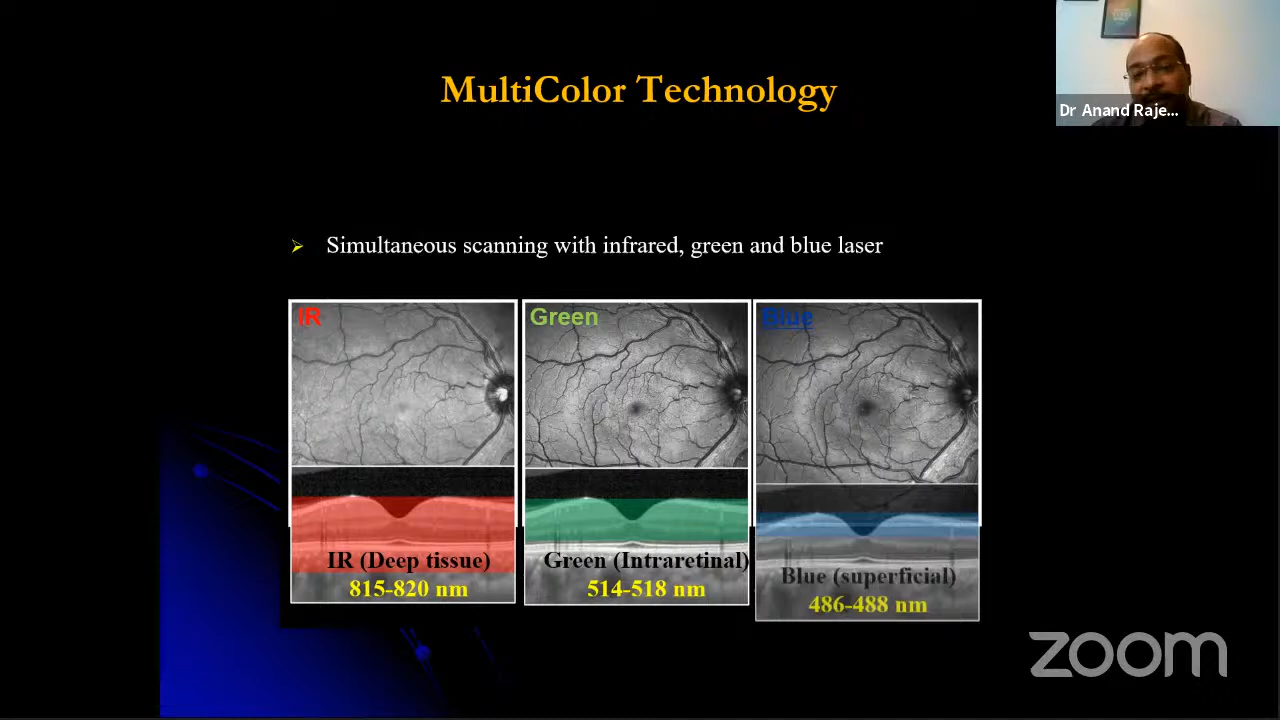 MultiColor Technology
Dr Anand Raje...
Simultaneous scanning with infrared, green and blue laser
IR
Green
Blue
IR (Deep tissue)
815-820 nm
Green (Intraretinal)
514-518 nm
Blue (superficial)
486-488 nm
zoom